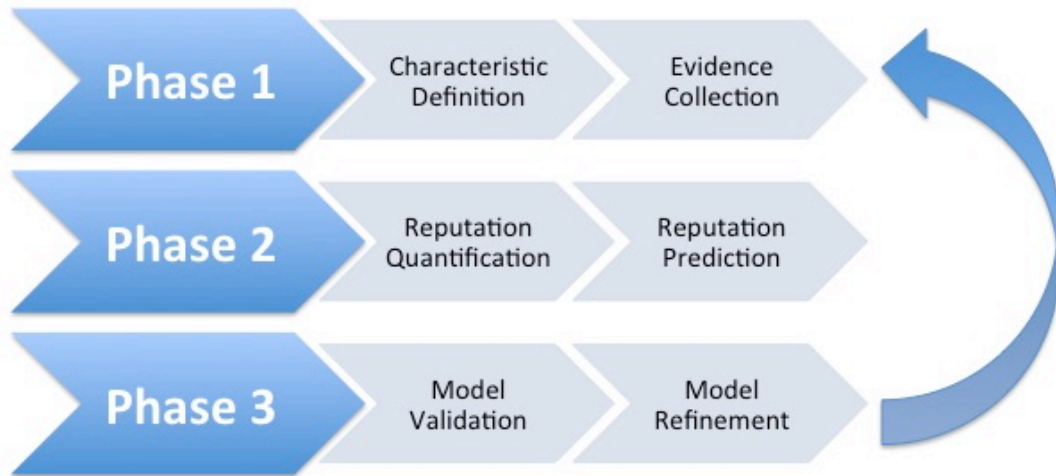 Phase 1
Characteristic
Definition
Evidence
Collection
Phase 2
Reputation
Quantification
Reputation
Prediction
Phase 3
Model
Validation
Model
Refinement